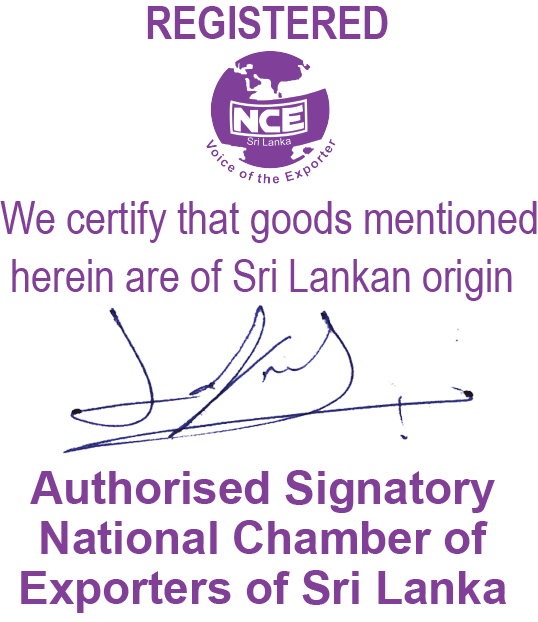 REGISTERED
NCE
Sri Lanka
Voice of the Exporter
We certify that goods mentioned
herein are of Sri Lankan origin
Authorised Signatory
National Chamber of
Exporters of Sri Lanka